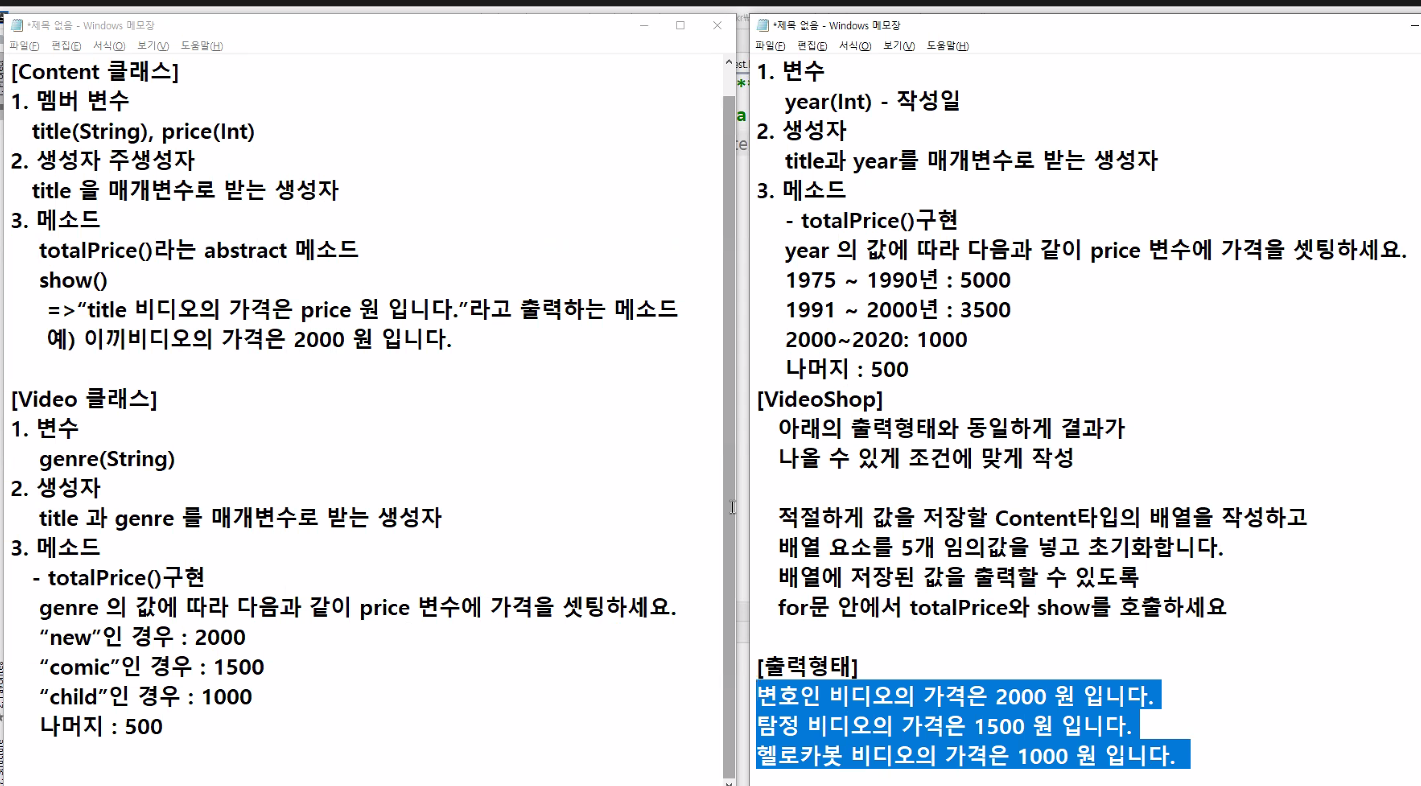 *제목 없음 - Windows 메모장
파일(F) 편집(E) 서식(O) 보기(V) 도움말(H)
[Content 클래스]
1. 멤버 변수
title(String), price(Int)
2. 생성자 주생성자
title 을 매개변수로 받는 생성자
3. 메소드
totalPrice()라는 abstract 메소드
show()
=>“title 비디오의 가격은 price 원 입니다.”라고 출력하는 메소드
예) 이끼비디오의 가격은 2000 원 입니다.
[Video 클래스]
1. 변수
genre(String)
2. 생성자
title 과 genre 를 매개변수로 받는 생성자
3. 메소드
- totalPrice()구현
genre 의 값에 따라 다음과 같이 price 변수에 가격을 셋팅하세요.
“new”인 경우 : 2000
“comic”인 경우 : 1500
“child”인 경우 : 1000
나머지 : 500
*제목 없음 - Windows 메모장
파일(F) 편집(E) 서식(O) 보기(V) 도움말(H)
1. 변수
year(Int) - 작성일
2. 생성자
title과 year를 매개변수로 받는 생성자
3. 메소드
- totalPrice()구현
year 의 값에 따라 다음과 같이 price 변수에 가격을 셋팅하세요.
1975 ~ 1990년 : 5000
1991 ~ 2000년 : 3500
2000~2020: 1000
나머지 : 500
[VideoShop]
아래의 출력형태와 동일하게 결과가
나올 수 있게 조건에 맞게 작성
적절하게 값을 저장할 Content타입의 배열을 작성하고
배열 요소를 5개 임의값을 넣고 초기화합니다.
배열에 저장된 값을 출력할 수 있도록
for문 안에서 totalPrice와 show를 호출하세요
[출력형태]
변호인 비디오의 가격은 2000 원 입니다.
탐정 비디오의 가격은 1500 원 입니다.
헬로카봇 비디오의 가격은 1000 원 입니다.